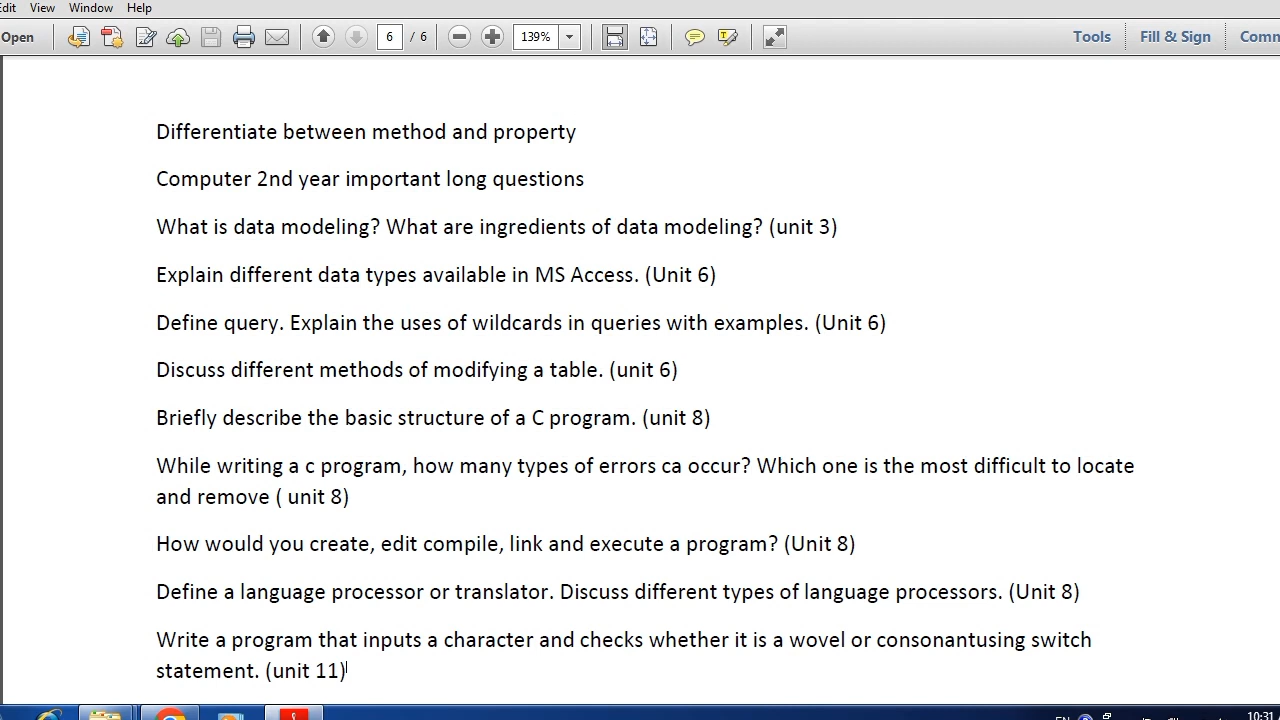 Edit View Window Help
Open 6 / 6 139% Tools Fill & Sign
Differentiate between method and property
Computer 2nd year important long questions
What is data modeling? What are ingredients of data modeling? (unit 3)
Explain different data types available in MS Access. (Unit 6)
Define query. Explain the uses of wildcards in queries with examples. (Unit 6)
Discuss different methods of modifying a table. (unit 6)
Briefly describe the basic structure of a C program. (unit 8)
While writing a c program, how many types of errors ca occur? Which one is the most difficult to locate
and remove ( unit 8)
How would you create, edit compile, link and execute a program? (Unit 8)
Define a language processor or translator. Discuss different types of language processors. (Unit 8)
Write a program that inputs a character and checks whether it is a wovel or consonantusing switch
statement. (unit 11)
EN 10:31